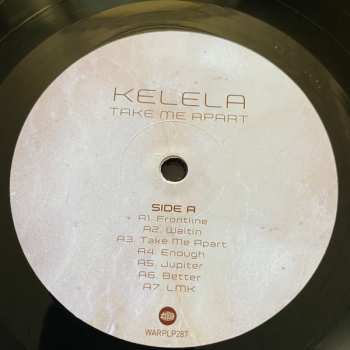 KELELA
TAKE ME APART
SIDE A
A1. Frontline
A2. Waitin
A3. Take Me Apart
A4. Enough
A5. Jupiter
A6. Better
A7. LMK
WARPLP287